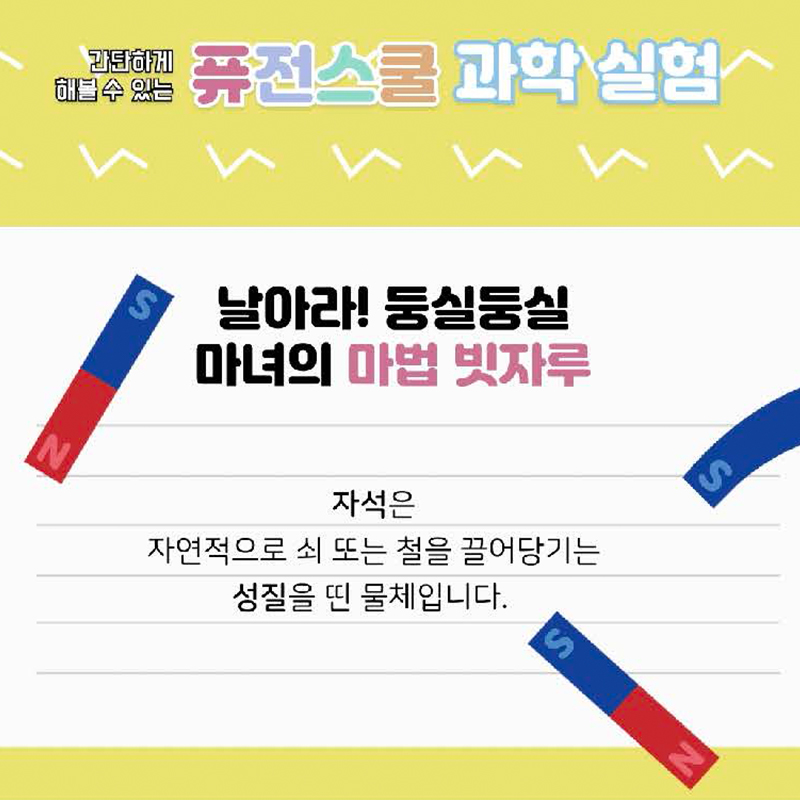 간단하게
해볼 수 있는
퓨전스쿨 과학 실험
날아라! 둥실둥실
마녀의 마법 빗자루
자석은
자연적으로 쇠 또는 철을 끌어당기는
성질을 띤 물체입니다.
S
N
S
S
N